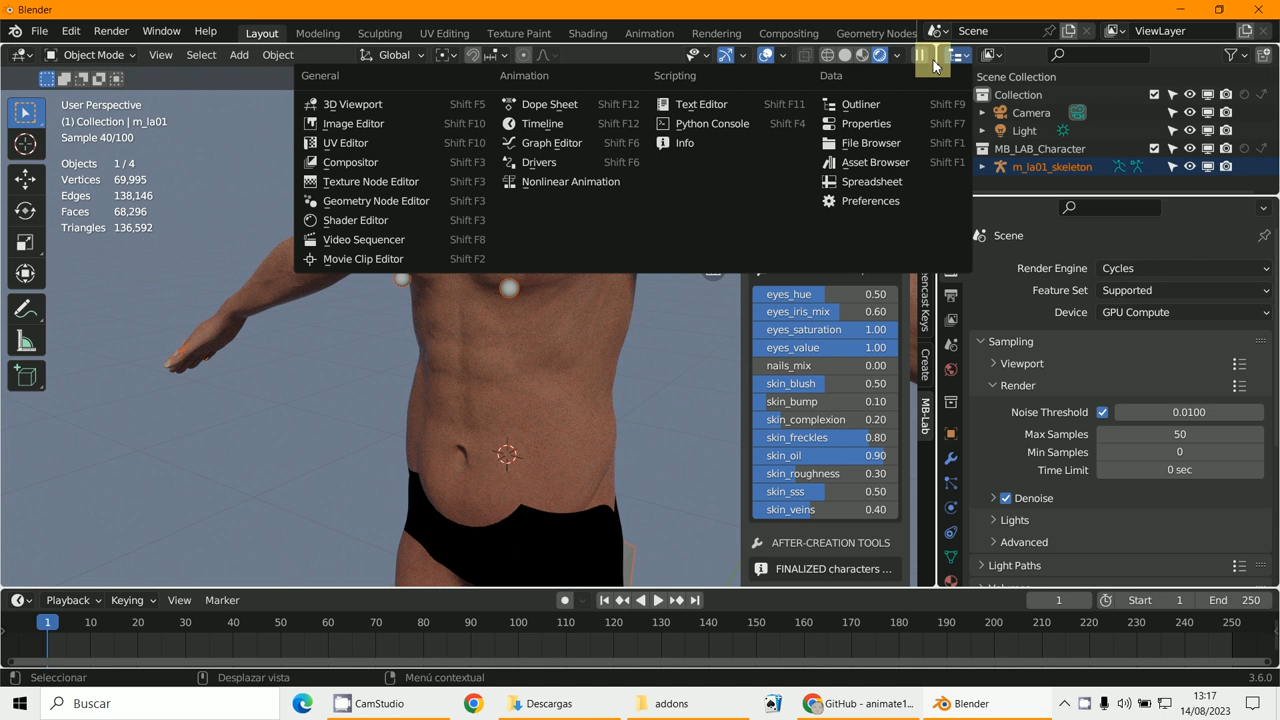 Blender
File Edit Render Window Help Layout Modeling Sculpting UV Editing Texture Paint Shading Animation Rendering Compositing Geometry Nodes Scene ViewLayer
Object Mode View Select Add Object Global
General
Animation
Scripting
Data
3D Viewport Shift F5
Image Editor Shift F10
UV Editor Shift F10
Compositor Shift F3
Texture Node Editor Shift F3
Geometry Node Editor Shift F3
Shader Editor Shift F3
Video Sequencer Shift F8
Movie Clip Editor Shift F2
Dope Sheet Shift F12
Timeline Shift F12
Graph Editor Shift F6
Drivers Shift F6
Nonlinear Animation
Text Editor Shift F11
Python Console Shift F4
Info
Outliner Shift F9
Properties Shift F7
File Browser Shift F1
Asset Browser Shift F1
Spreadsheet
Preferences
User Perspective
(1) Collection | m_la01
Sample 40/100
Objects 1 / 4
Vertices 69,995
Edges 138,146
Faces 68,296
Triangles 136,592
Scene Collection
Collection
Camera
Light
MB_LAB_Character
m_la01_skeleton
Scene
Render Engine Cycles
Feature Set Supported
Device GPU Compute
Sampling
Viewport
Render
Noise Threshold 0.0100
Max Samples 50
Min Samples 0
Time Limit 0 sec
Denoise
Lights
Advanced
Light Paths
eyes_hue 0.50
eyes_iris_mix 0.60
eyes_saturation 1.00
eyes_value 1.00
nails_mix 0.00
skin_blush 0.50
skin_bump 0.10
skin_complexion 0.20
skin_freckles 0.80
skin_oil 0.90
skin_roughness 0.30
skin_sss 0.50
skin_veins 0.40
AFTER-CREATION TOOLS
FINALIZED characters ...
Create
MB-Lab
Playback Keying View Marker 1 Start 1 End 250
1 10 20 30 40 50 60 70 80 90 100 110 120 130 140 150 160 170 180 190 200 210 220 230 240 250
Seleccionar Desplazar vista Menú contextual 3.6.0
Buscar CamStudio Descargas addons GitHub - animate1... Blender
13:17
14/08/2023